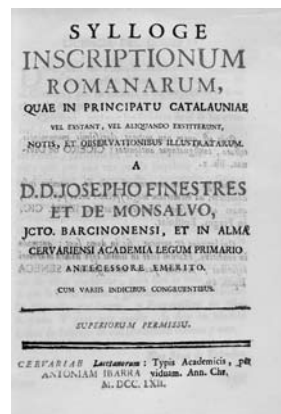 SYLLOGE
INSCRIPTIONUM
ROMANARUM,
QUAE IN PRINCIPATU CATALAUNIAE
VEL EXSTANT, VEL ALIQUANDO EXSTITERUNT,
NOTIS, ET OBSERVATIONIBUS ILLUSTRATARUM.
A
D.D.JOSEPHO FINESTRES
ET DE MONSALVO,
JCTO. BARCINONENSI, ET IN ALMA
CERVARIENSI ACADEMIA LEGUM PRIMARIO
ANTECESSORE EMERITO.
CUM VARIIS INDICIBUS CONGRUENTIBUS.
SUPERIORUM PERMISSU.
CERVARIAE Lacetanorum: Typis Academicis, per
ANTONIAM IBARRA viduam. Ann. Chr.
M. DCC. LXII.